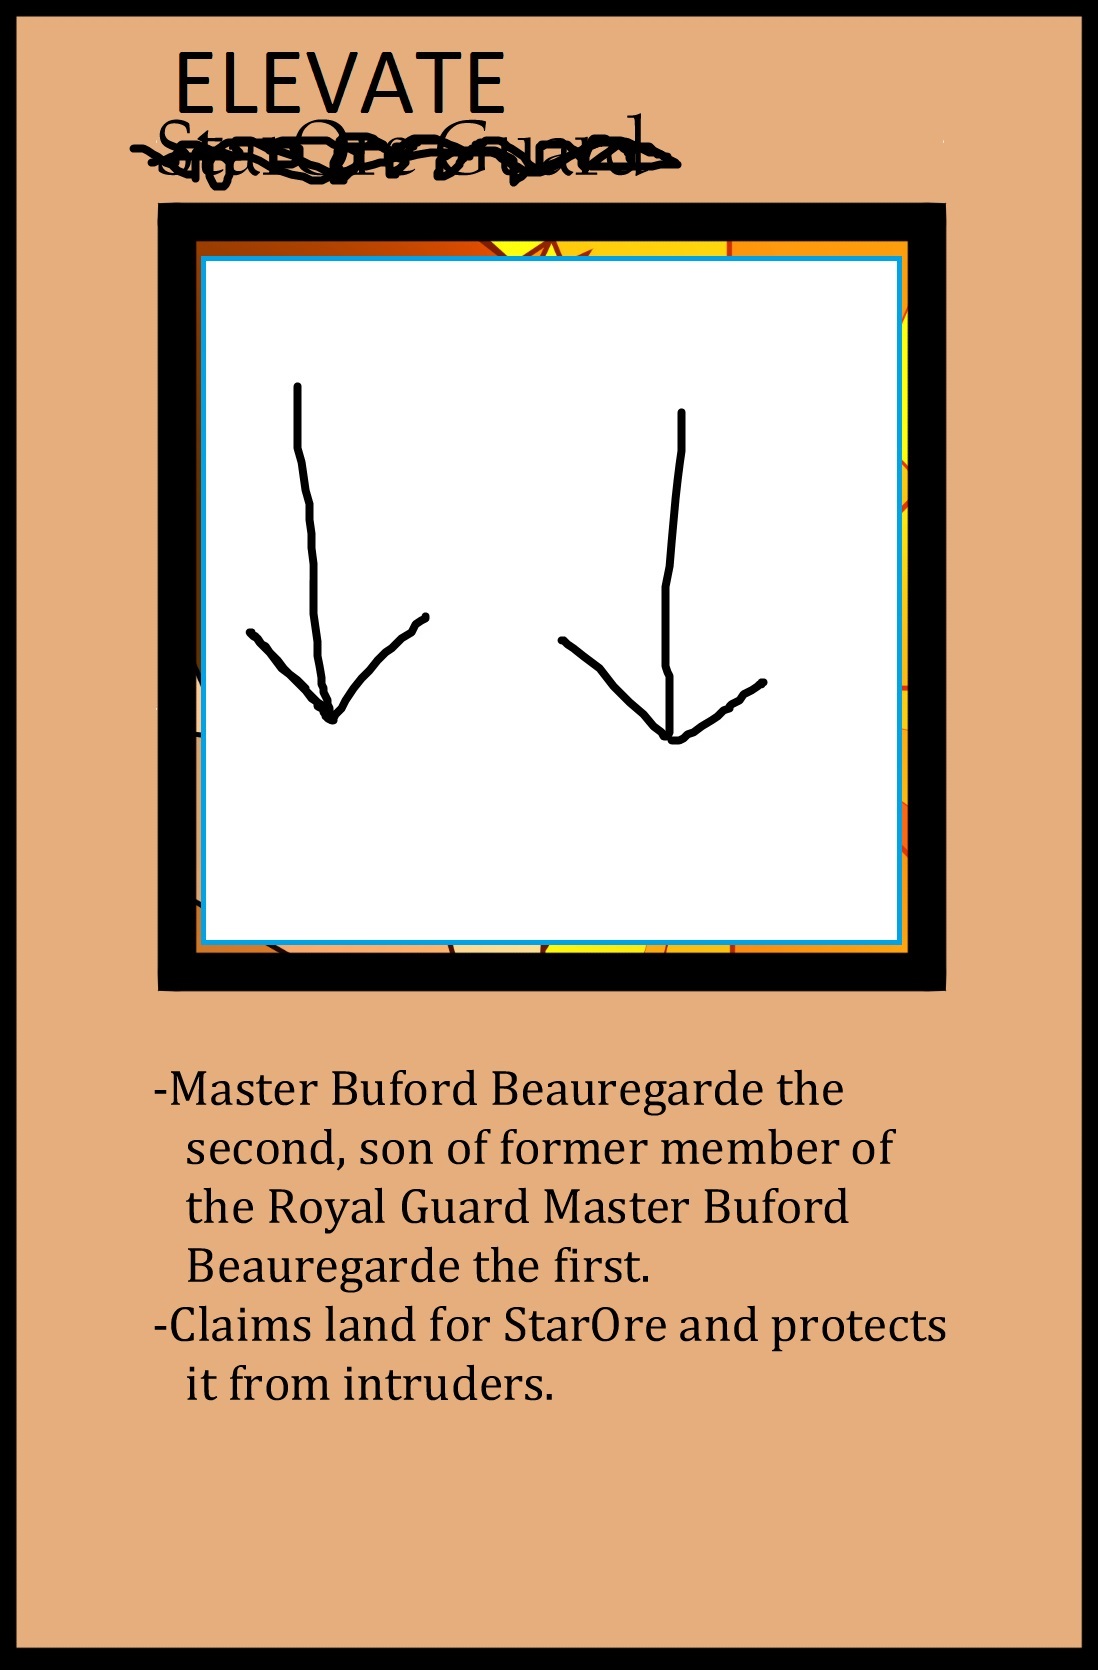 ELEVATE
StarOre Guard
-Master Buford Beauregarde the
second, son of former member of
the Royal Guard Master Buford
Beauregarde the first.
-Claims land for StarOre and protects
it from intruders.